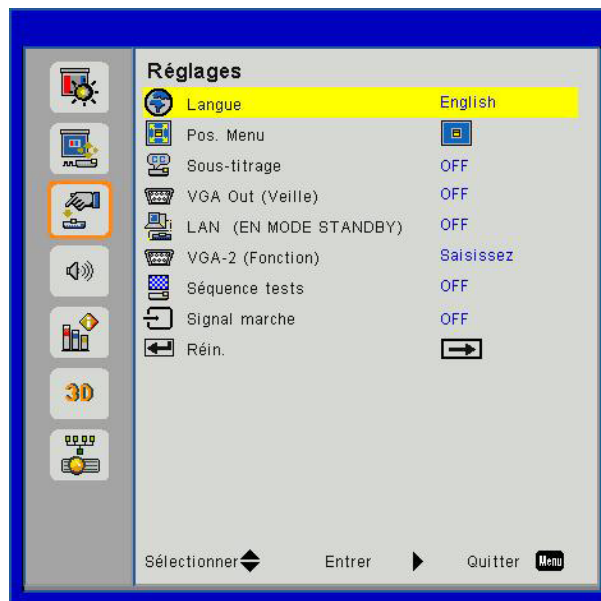 Réglages
Langue English
Pos. Menu
Sous-titrage OFF
VGA Out (Veille) OFF
LAN (EN MODE STANDBY) OFF
VGA-2 (Fonction) Saisissez
Séquence tests OFF
Signal marche OFF
Réin.
3D
Sélectionner Entrer Quitter Menu